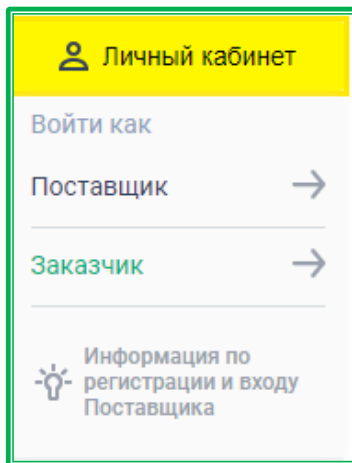 Личный кабинет
Войти как
Поставщик
Заказчик
Информация по
регистрации и входу
Поставщика